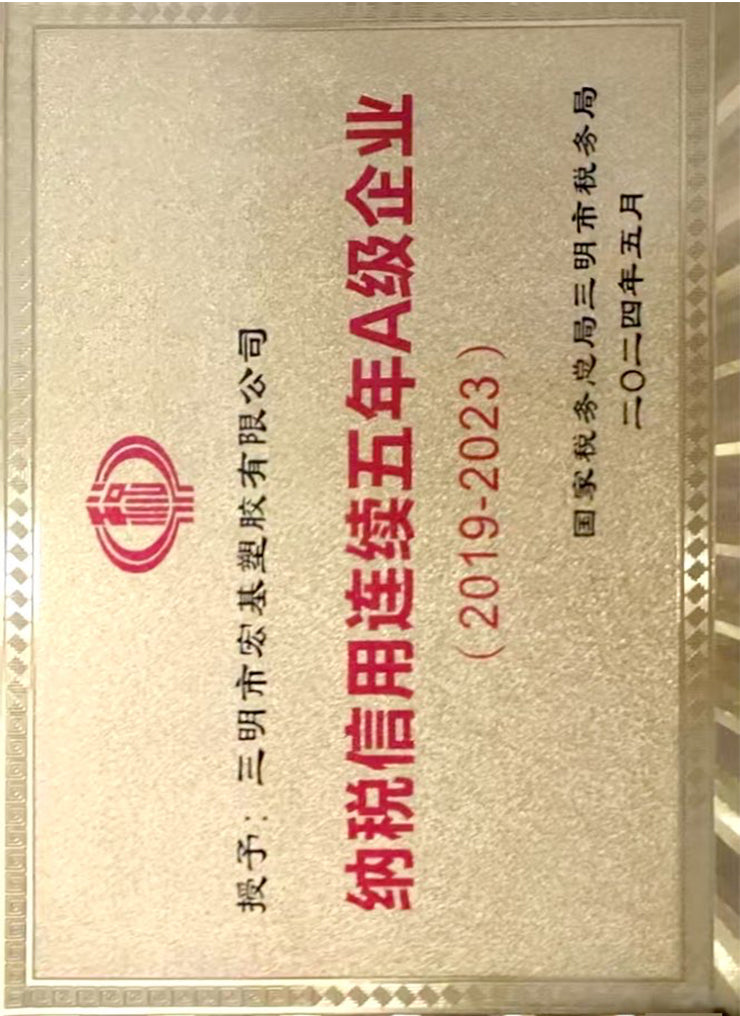 税
授予：三明市宏基塑胶有限公司
纳税信用连续五年A级企业
（2019-2023）
国家税务总局三明市税务局
二〇二四年五月